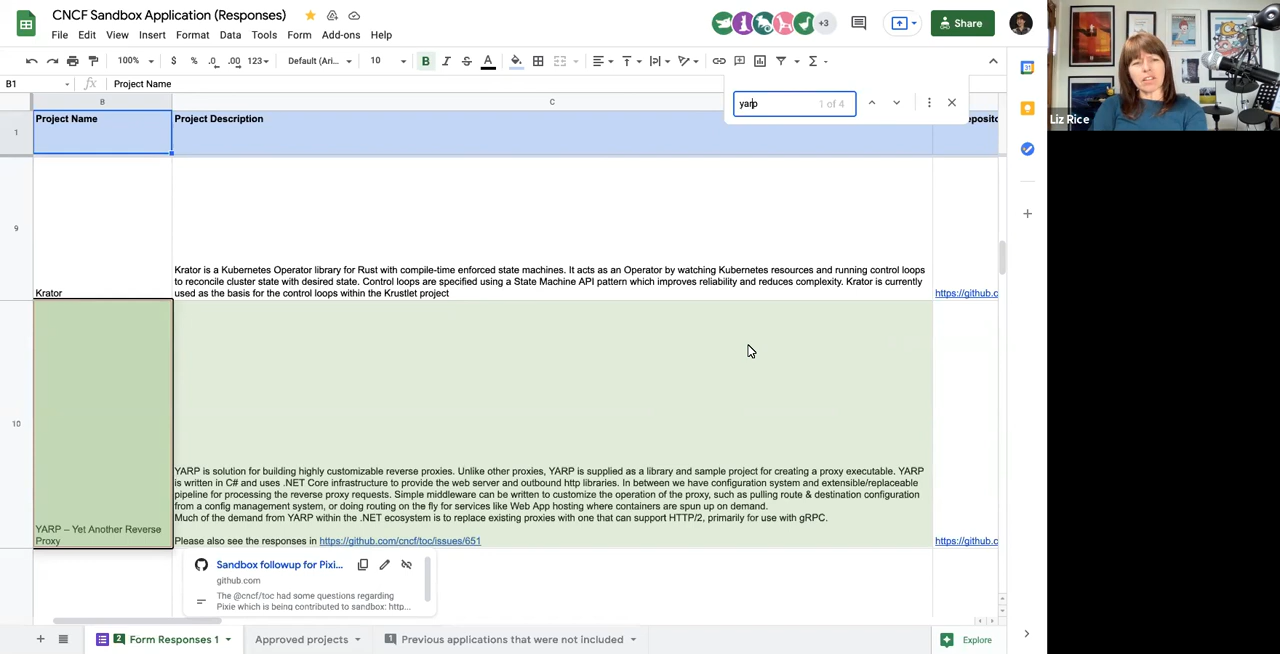 CNCF Sandbox Application (Responses)
File Edit View Insert Format Data Tools Form Add-ons Help
+3
Share
100% $ % .0 .00 123 Default (Ari... 10 B I S A
B1 fx Project Name
yarp 1 of 4
B C
1 Project Name Project Description
9
Krator is a Kubernetes Operator library for Rust with compile-time enforced state machines. It acts as an Operator by watching Kubernetes resources and running control loops
to reconcile cluster state with desired state. Control loops are specified using a State Machine API pattern which improves reliability and reduces complexity. Krator is currently
Krator used as the basis for the control loops within the Krustlet project https://github.c
10
YARP is solution for building highly customizable reverse proxies. Unlike other proxies, YARP is supplied as a library and sample project for creating a proxy executable. YARP
is written in C# and uses .NET Core infrastructure to provide the web server and outbound http libraries. In between we have configuration system and extensible/replaceable
pipeline for processing the reverse proxy requests. Simple middleware can be written to customize the operation of the proxy, such as pulling route & destination configuration
from a config management system, or doing routing on the fly for services like Web App hosting where containers are spun up on demand.
Much of the demand from YARP within the .NET ecosystem is to replace existing proxies with one that can support HTTP/2, primarily for use with gRPC.
YARP – Yet Another Reverse
Proxy Please also see the responses in https://github.com/cncf/toc/issues/651 https://github.c
Sandbox followup for Pixi...
github.com
The @cncf/toc had some questions regarding
Pixie which is being contributed to sandbox: http...
+ 2 Form Responses 1 Approved projects 1 Previous applications that were not included Explore
Liz Rice